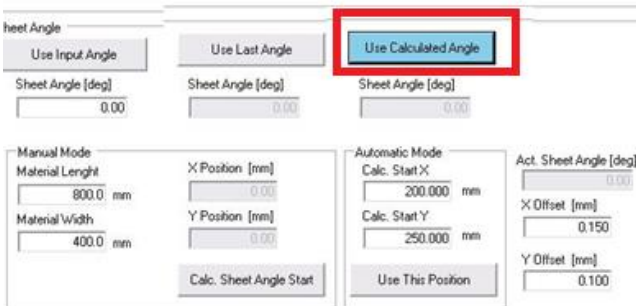 heet Angle
Use Input Angle
Use Last Angle
Use Calculated Angle
Sheet Angle [deg]
0.00
Sheet Angle [deg]
0.00
Sheet Angle [deg]
0.00
Manual Mode
Material Lenght
800.0 mm
Material Width
400.0 mm
X Position [mm]
0.00
Y Position [mm]
0.00
Calc. Sheet Angle Start
Automatic Mode
Calc. Start X
200.000 mm
Calc. Start Y
250.000 mm
Use This Position
Act. Sheet Angle [deg]
0.00
X Offset [mm]
0.150
Y Offset [mm]
0.100